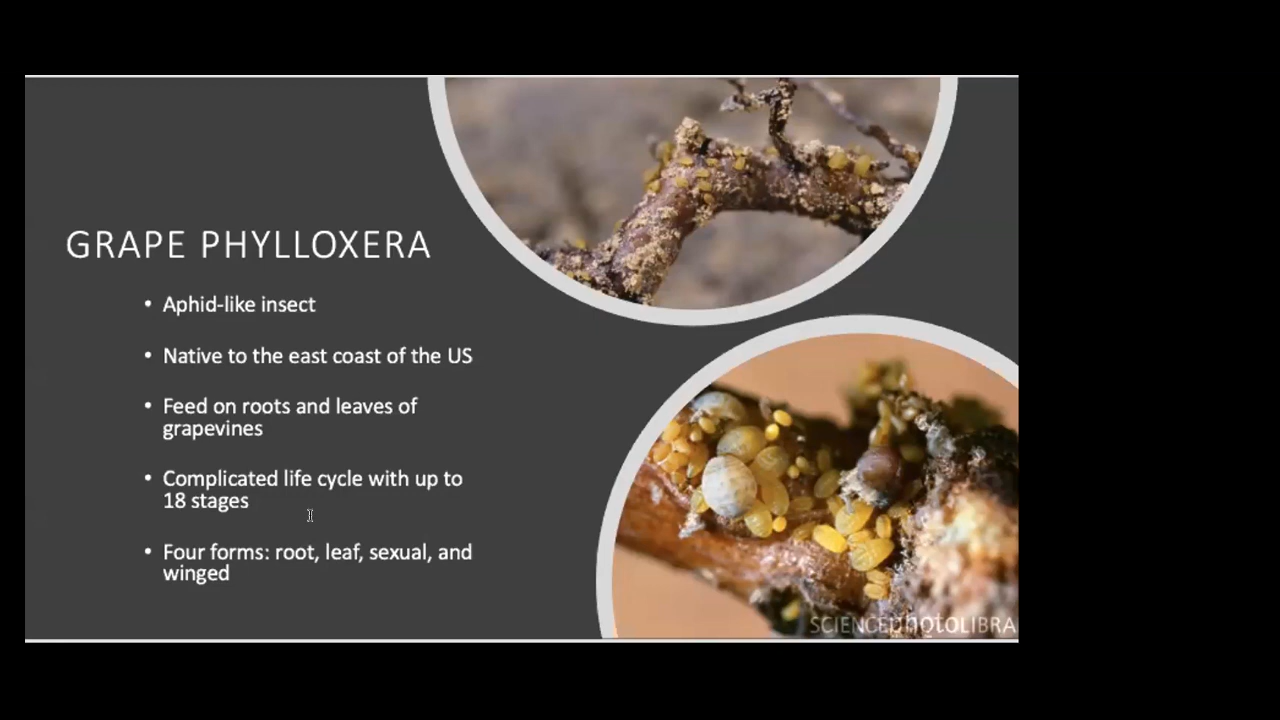 GRAPE PHYLLOXERA
• Aphid-like insect
• Native to the east coast of the US
• Feed on roots and leaves of
grapevines
• Complicated life cycle with up to
18 stages
• Four forms: root, leaf, sexual, and
winged
SCIENCEphotoLIBRA